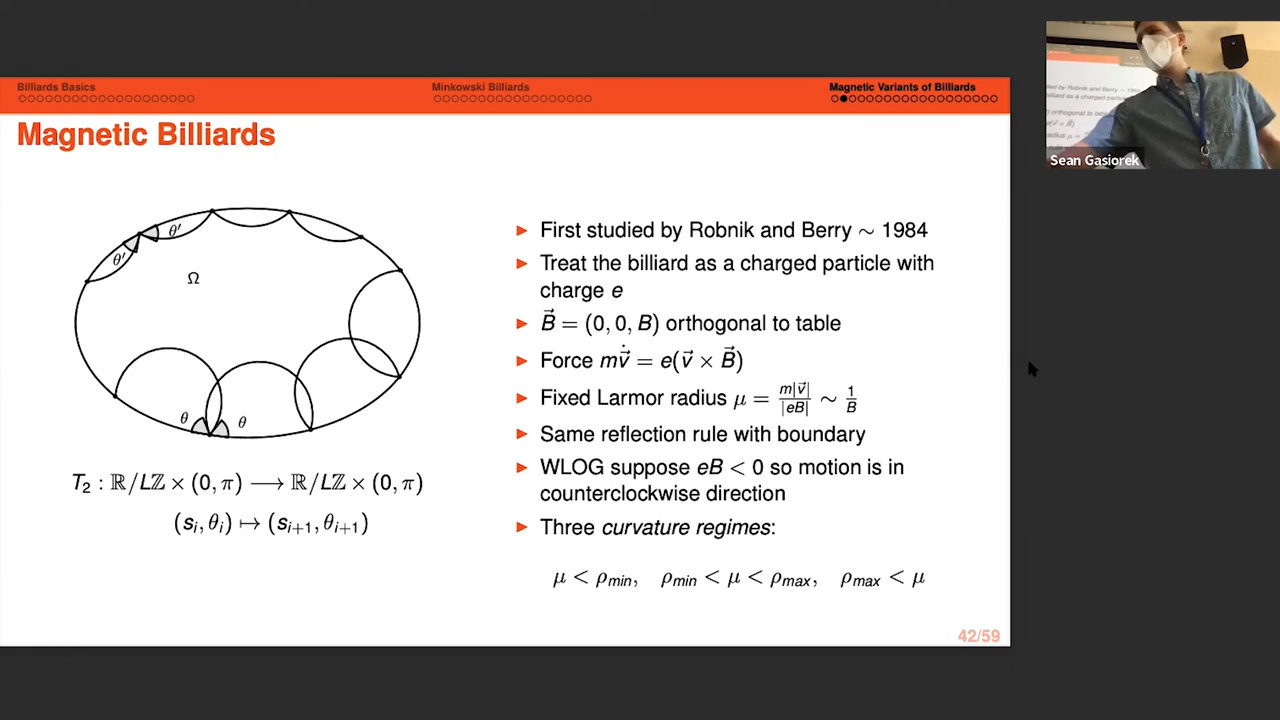 Billiards Basics
Minkowski Billiards
Magnetic Variants of Billiards
Magnetic Billiards
θ′
θ′
Ω
θ
θ
T₂ : ℝ/Lℤ × (0, π) ⟶ ℝ/Lℤ × (0, π)
(sᵢ, θᵢ) ↦ (sᵢ₊₁, θᵢ₊₁)
► First studied by Robnik and Berry ∼ 1984
► Treat the billiard as a charged particle with
charge e
► B⃗ = (0, 0, B) orthogonal to table
► Force mv⃗̇ = e(v⃗ × B⃗)
► Fixed Larmor radius μ = m|v⃗|/|eB| ∼ 1/B
► Same reflection rule with boundary
► WLOG suppose eB < 0 so motion is in
counterclockwise direction
► Three curvature regimes:
μ < ρ_min, ρ_min < μ < ρ_max, ρ_max < μ
42/59
Sean Gasiorek